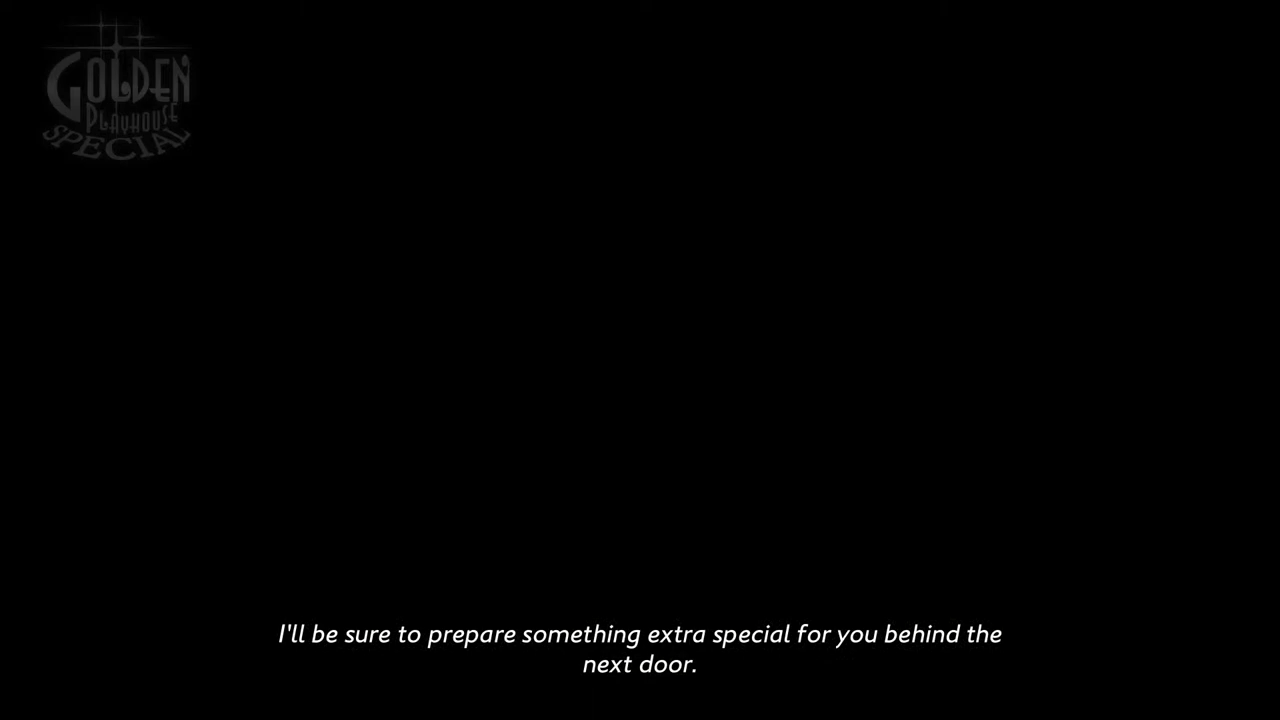 GOLDEN
PLAYHOUSE
SPECIAL
I'll be sure to prepare something extra special for you behind the
next door.